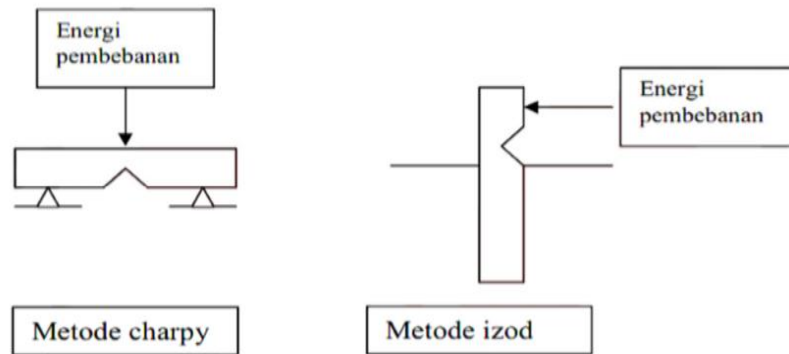 Energi
pembebanan
Energi
pembebanan
Metode charpy
Metode izod